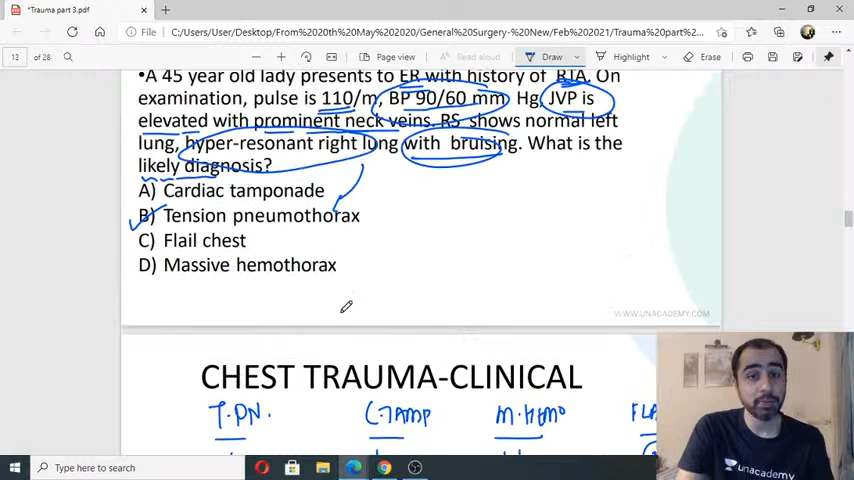 *Trauma part 3.pdf
File
C:/Users/User/Desktop/From%20th%20May%202020/General%20Surgery%20-%20New/Feb%202021/Trauma%20part%...
12 of 28
Page view
Draw
Highlight
Erase
•A 45 year old lady presents to ER with history of RTA. On
examination, pulse is 110/m, BP 90/60 mm Hg, JVP is
elevated with prominent neck veins. RS shows normal left
lung, hyper-resonant right lung with bruising. What is the
likely diagnosis?
A) Cardiac tamponade
B) Tension pneumothorax
C) Flail chest
D) Massive hemothorax
WWW.UNACADEMY.COM
CHEST TRAUMA-CLINICAL
T.PN.
C.TAMP
M.HEMO
FLA
unacademy
Type here to search